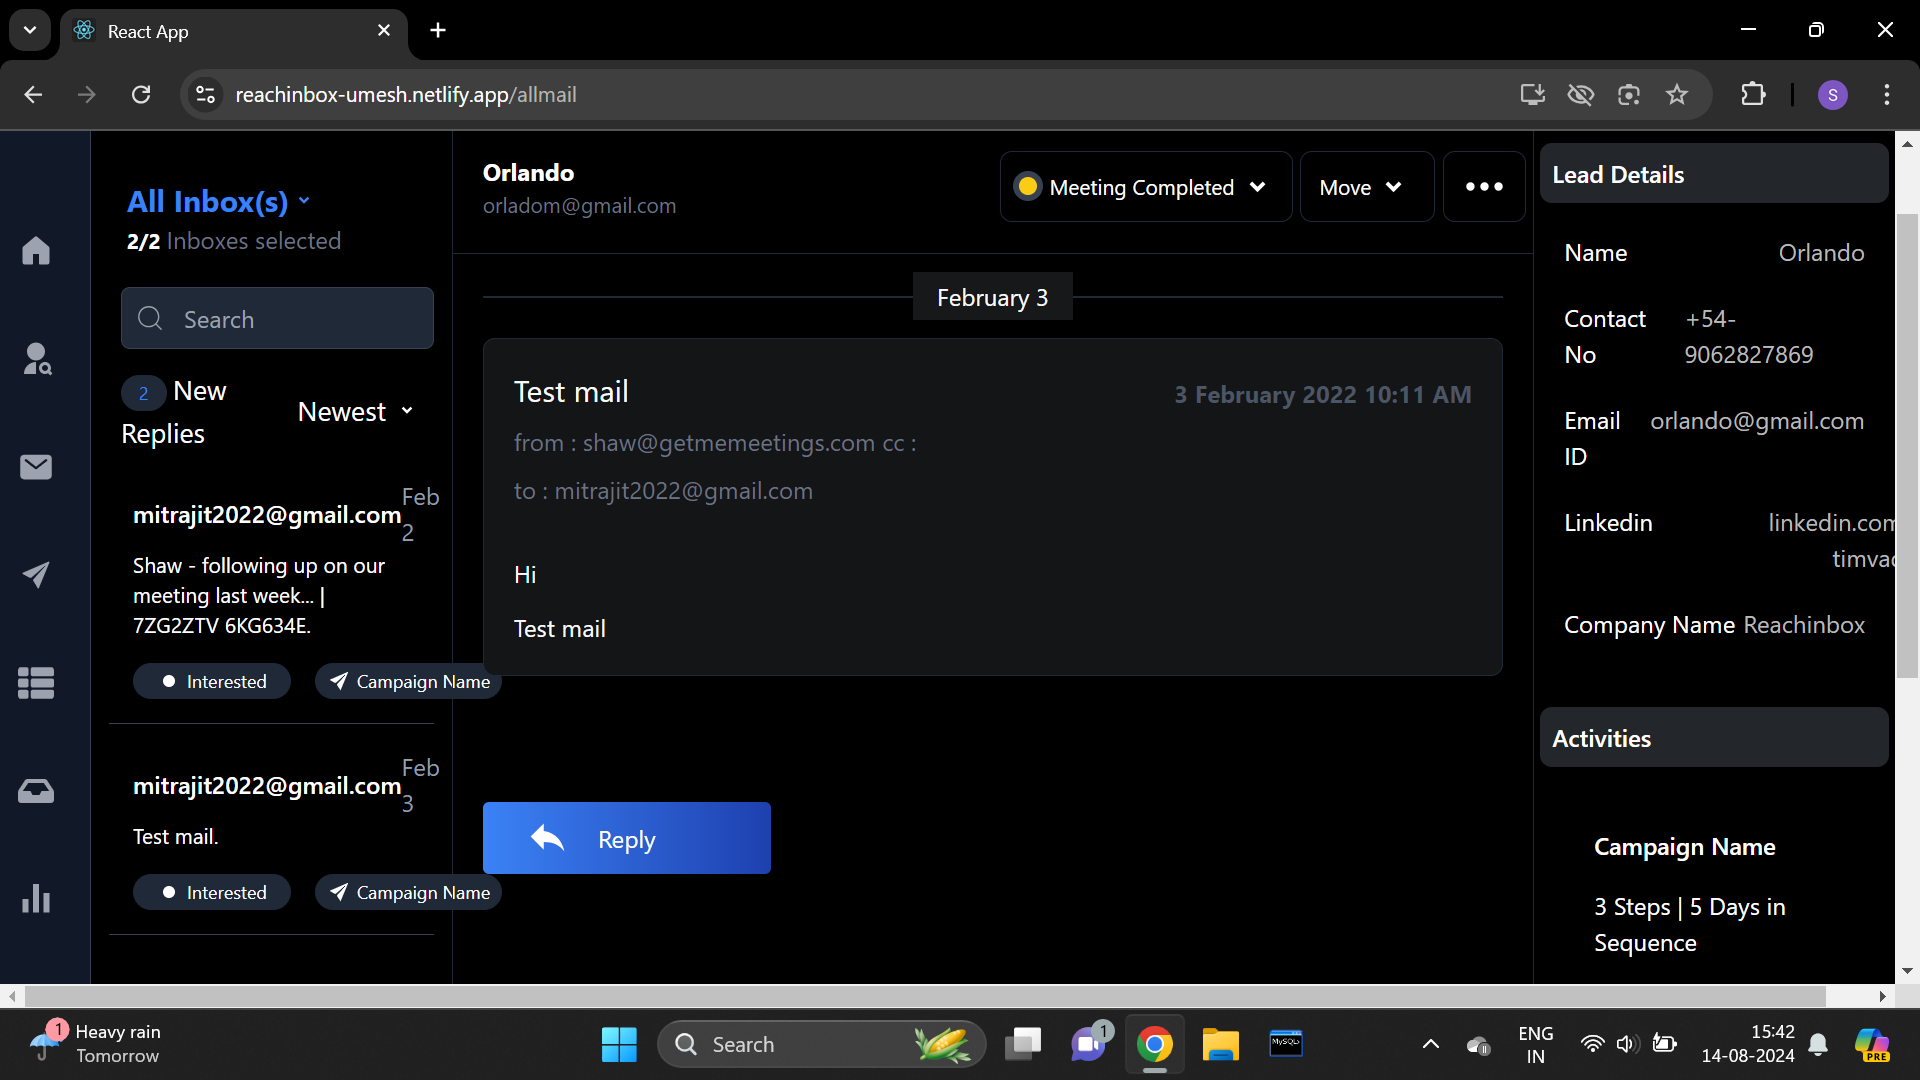 React App
reachinbox-umesh.netlify.app/allmail
S
All Inbox(s)
2/2 Inboxes selected
Search
2 New
Replies
Newest
mitrajit2022@gmail.com
Feb
2
Shaw - following up on our
meeting last week... |
7ZG2ZTV 6KG634E.
Interested
Campaign Name
mitrajit2022@gmail.com
Feb
3
Test mail.
Interested
Campaign Name
Orlando
orladom@gmail.com
Meeting Completed
Move
February 3
Test mail
3 February 2022 10:11 AM
from : shaw@getmemeetings.com cc :
to : mitrajit2022@gmail.com
Hi
Test mail
Reply
Lead Details
Name Orlando
Contact
No
+54-
9062827869
Email
ID
orlando@gmail.com
Linkedin
linkedin.com
timvad
Company Name Reachinbox
Activities
Campaign Name
3 Steps | 5 Days in
Sequence
1
Heavy rain
Tomorrow
Search
1
MySQL
ENG
IN
15:42
14-08-2024
PRE